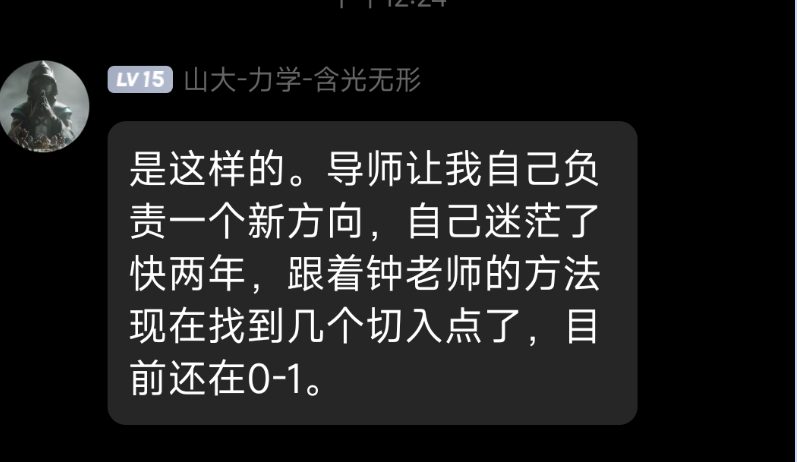 LV15 山大-力学-含光无形
是这样的。导师让我自己负
责一个新方向，自己迷茫了
快两年，跟着钟老师的方法
现在找到几个切入点了，目
前还在0-1。